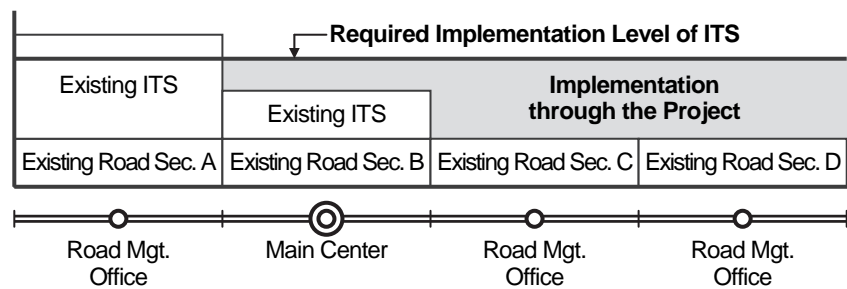 Required Implementation Level of ITS
Existing ITS
Implementation
through the Project
Existing ITS
Existing Road Sec. A
Existing Road Sec. B
Existing Road Sec. C
Existing Road Sec. D
Road Mgt.
Office
Main Center
Road Mgt.
Office
Road Mgt.
Office